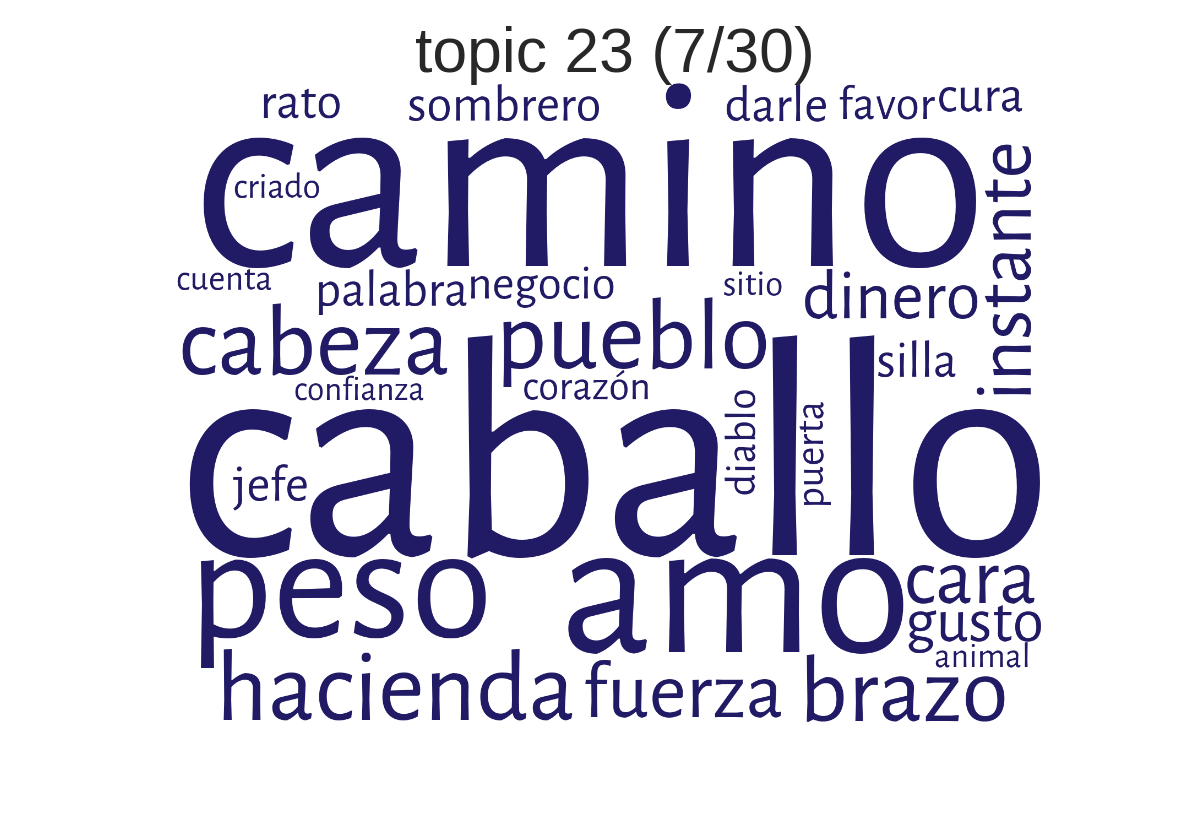 topic 23 (7/30)
rato sombrero darle favor cura
camino
criado
instante
cuenta palabra negocio sitio dinero
cabeza pueblo silla
confianza corazón
caballo
jefe diablo puerta
peso amo cara
gusto
animal
hacienda fuerza brazo